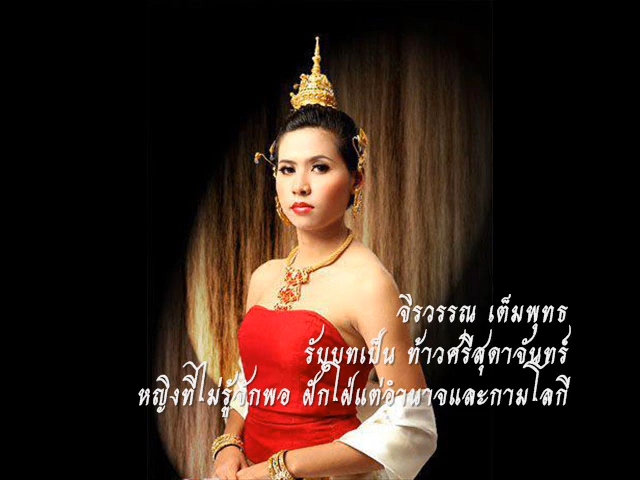 จิรวรรณ เต็มพุทธ
รับบทเป็น ท้าวศรีสุดาจันทร์
หญิงที่ไม่รู้จักพอ ฝักใฝ่แต่อำนาจและกามโลกี